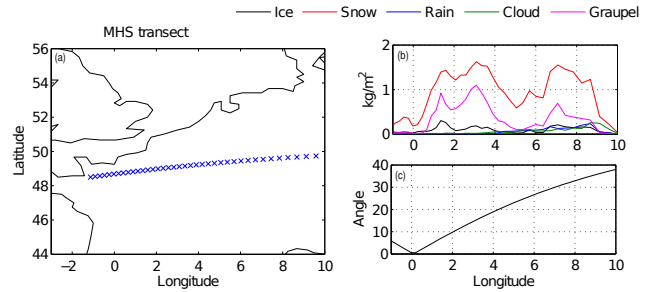 Ice Snow Rain Cloud Graupel
MHS transect
(a)
56
54
52
50
48
46
44
Latitude
−2 0 2 4 6 8 10
Longitude
(b)
2
1
0
kg/m²
0 2 4 6 8 10
(c)
40
30
20
10
0
Angle
0 2 4 6 8 10
Longitude